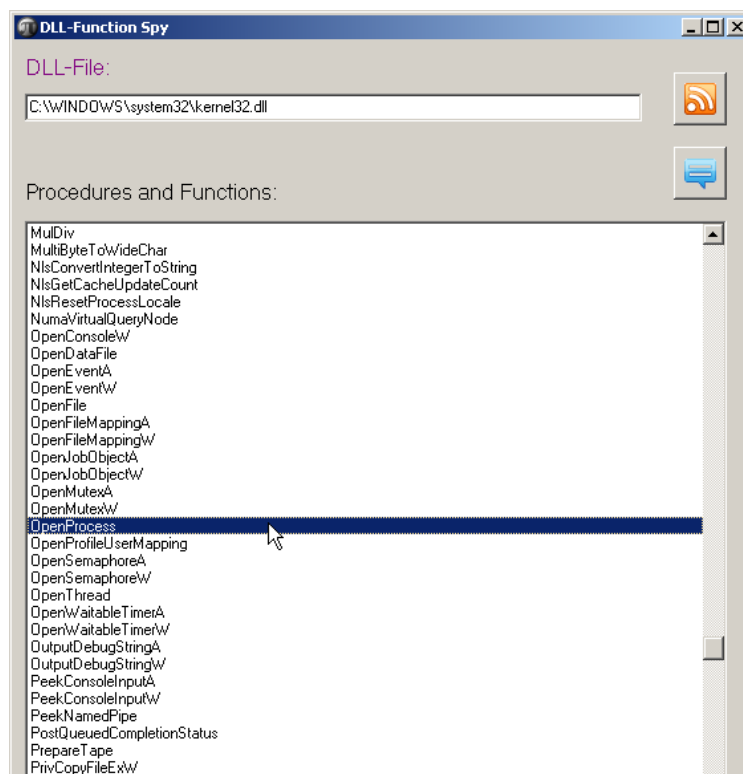 DLL-Function Spy
DLL-File:
C:\WINDOWS\system32\kernel32.dll
Procedures and Functions:
MulDiv
MultiByteToWideChar
NlsConvertIntegerToString
NlsGetCacheUpdateCount
NlsResetProcessLocale
NumaVirtualQueryNode
OpenConsoleW
OpenDataFile
OpenEventA
OpenEventW
OpenFile
OpenFileMappingA
OpenFileMappingW
OpenJobObjectA
OpenJobObjectW
OpenMutexA
OpenMutexW
OpenProcess
OpenProfileUserMapping
OpenSemaphoreA
OpenSemaphoreW
OpenThread
OpenWaitableTimerA
OpenWaitableTimerW
OutputDebugStringA
OutputDebugStringW
PeekConsoleInputA
PeekConsoleInputW
PeekNamedPipe
PostQueuedCompletionStatus
PrepareTape
PrivCopyFileExW